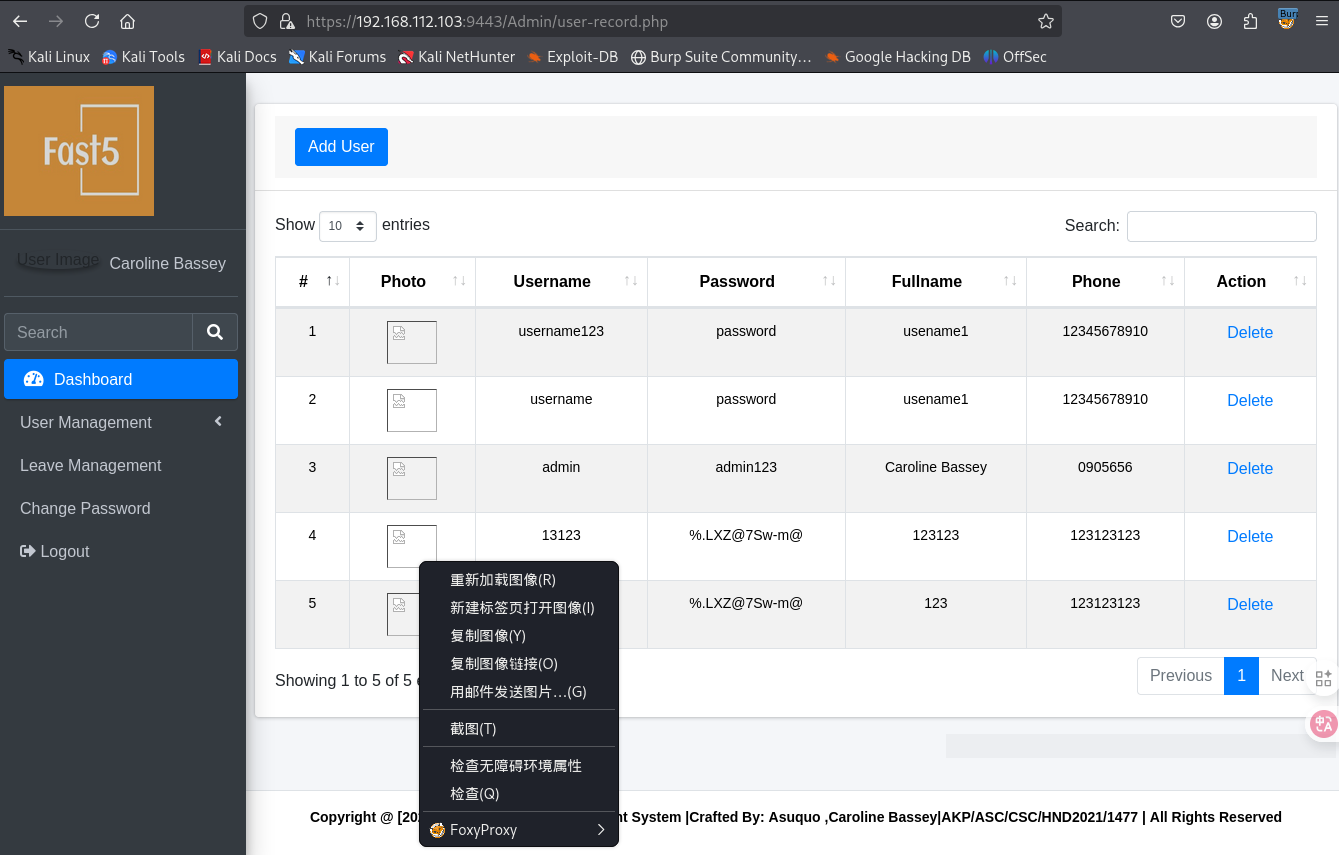 https://192.168.112.103:9443/Admin/user-record.php
Burp
Kali Linux Kali Tools Kali Docs Kali Forums Kali NetHunter Exploit-DB Burp Suite Community… Google Hacking DB OffSec
Fast5
User Image Caroline Bassey
Search
Dashboard
User Management
Leave Management
Change Password
Logout
Add User
Show 10 entries Search:
# Photo Username Password Fullname Phone Action
1 username123 password usename1 12345678910 Delete
2 username password usename1 12345678910 Delete
3 admin admin123 Caroline Bassey 0905656 Delete
4 13123 %.LXZ@7Sw-m@ 123123 123123123 Delete
5 %.LXZ@7Sw-m@ 123 123123123 Delete
Showing 1 to 5 of 5
Previous 1 Next
重新加载图像(R)
新建标签页打开图像(I)
复制图像(Y)
复制图像链接(O)
用邮件发送图片…(G)
截图(T)
检查无障碍环境属性
检查(Q)
FoxyProxy
中A
Copyright @ [20 nt System |Crafted By: Asuquo ,Caroline Bassey|AKP/ASC/CSC/HND2021/1477 | All Rights Reserved